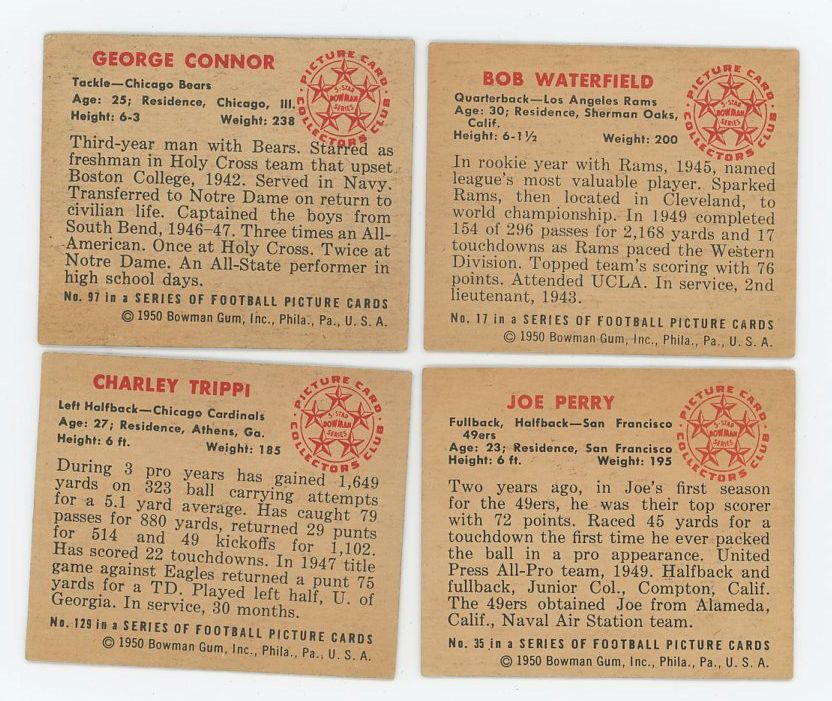 GEORGE CONNOR
Tackle—Chicago Bears
Age: 25; Residence, Chicago, Ill.
Height: 6-3 Weight: 238
PICTURE CARD COLLECTORS CLUB
5-STAR
BOWMAN
SERIES
Third-year man with Bears. Starred as
freshman in Holy Cross team that upset
Boston College, 1942. Served in Navy.
Transferred to Notre Dame on return to
civilian life. Captained the boys from
South Bend, 1946-47. Three times an All-
American. Once at Holy Cross. Twice at
Notre Dame. An All-State performer in
high school days.
No. 97 in a SERIES OF FOOTBALL PICTURE CARDS
© 1950 Bowman Gum, Inc., Phila., Pa., U. S. A.
BOB WATERFIELD
Quarterback—Los Angeles Rams
Age: 30; Residence, Sherman Oaks,
Calif.
Height: 6-1½ Weight: 200
PICTURE CARD COLLECTORS CLUB
5-STAR
BOWMAN
SERIES
In rookie year with Rams, 1945, named
league's most valuable player. Sparked
Rams, then located in Cleveland, to
world championship. In 1949 completed
154 of 296 passes for 2,168 yards and 17
touchdowns as Rams paced the Western
Division. Topped team's scoring with 76
points. Attended UCLA. In service, 2nd
lieutenant, 1943.
No. 17 in a SERIES OF FOOTBALL PICTURE CARDS
© 1950 Bowman Gum, Inc., Phila., Pa., U. S. A.
CHARLEY TRIPPI
Left Halfback—Chicago Cardinals
Age: 27; Residence, Athens, Ga.
Height: 6 ft. Weight: 185
PICTURE CARD COLLECTORS CLUB
5-STAR
BOWMAN
SERIES
During 3 pro years has gained 1,649
yards on 323 ball carrying attempts
for a 5.1 yard average. Has caught 79
passes for 880 yards, returned 29 punts
for 514 and 49 kickoffs for 1,102.
Has scored 22 touchdowns. In 1947 title
game against Eagles returned a punt 75
yards for a TD. Played left half, U. of
Georgia. In service, 30 months.
No. 129 in a SERIES OF FOOTBALL PICTURE CARDS
© 1950 Bowman Gum, Inc., Phila., Pa., U. S. A.
JOE PERRY
Fullback, Halfback—San Francisco
49ers
Age: 23; Residence, San Francisco
Height: 6 ft. Weight: 195
PICTURE CARD COLLECTORS CLUB
5-STAR
BOWMAN
SERIES
Two years ago, in Joe's first season
for the 49ers, he was their top scorer
with 72 points. Raced 45 yards for a
touchdown the first time he ever packed
the ball in a pro appearance. United
Press All-Pro team, 1949. Halfback and
fullback, Junior Col., Compton, Calif.
The 49ers obtained Joe from Alameda,
Calif., Naval Air Station team.
No. 35 in a SERIES OF FOOTBALL PICTURE CARDS
© 1950 Bowman Gum, Inc., Phila., Pa., U. S. A.